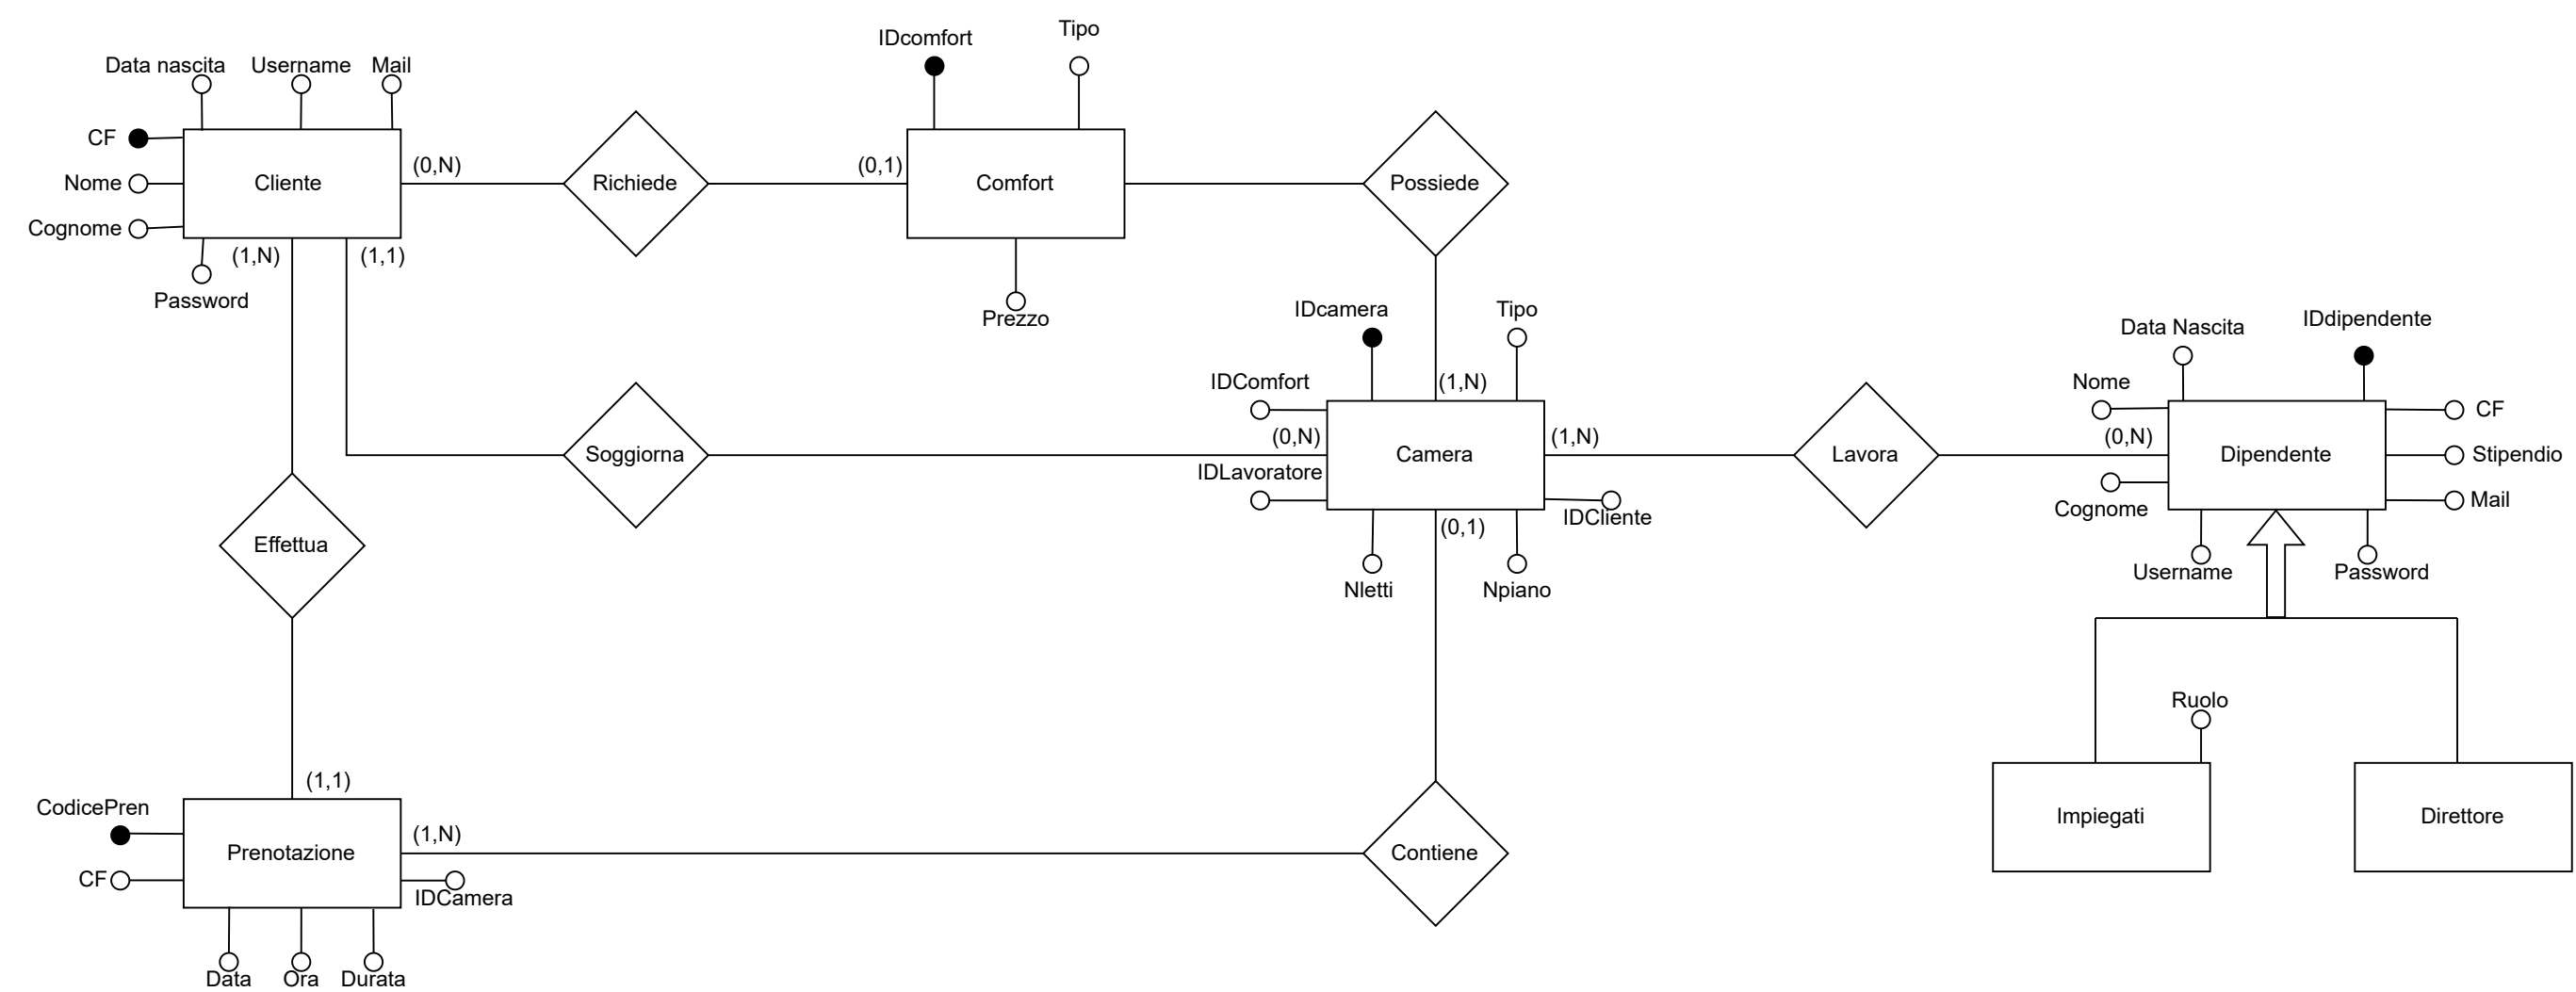 IDcomfort
Tipo
Data nascita
Username
Mail
CF
Nome
Cognome
Password
Cliente
(0,N)
(1,N)
(1,1)
Richiede
(0,1)
Comfort
Prezzo
Possiede
IDcamera
Tipo
IDComfort
(1,N)
(0,N)
IDLavoratore
Camera
(1,N)
IDCliente
(0,1)
Nletti
Npiano
Soggiorna
Lavora
Data Nascita
IDdipendente
Nome
CF
(0,N)
Dipendente
Stipendio
Cognome
Mail
Username
Password
Effettua
Ruolo
Impiegati
Direttore
(1,1)
CodicePren
(1,N)
Prenotazione
Contiene
CF
IDCamera
Data
Ora
Durata